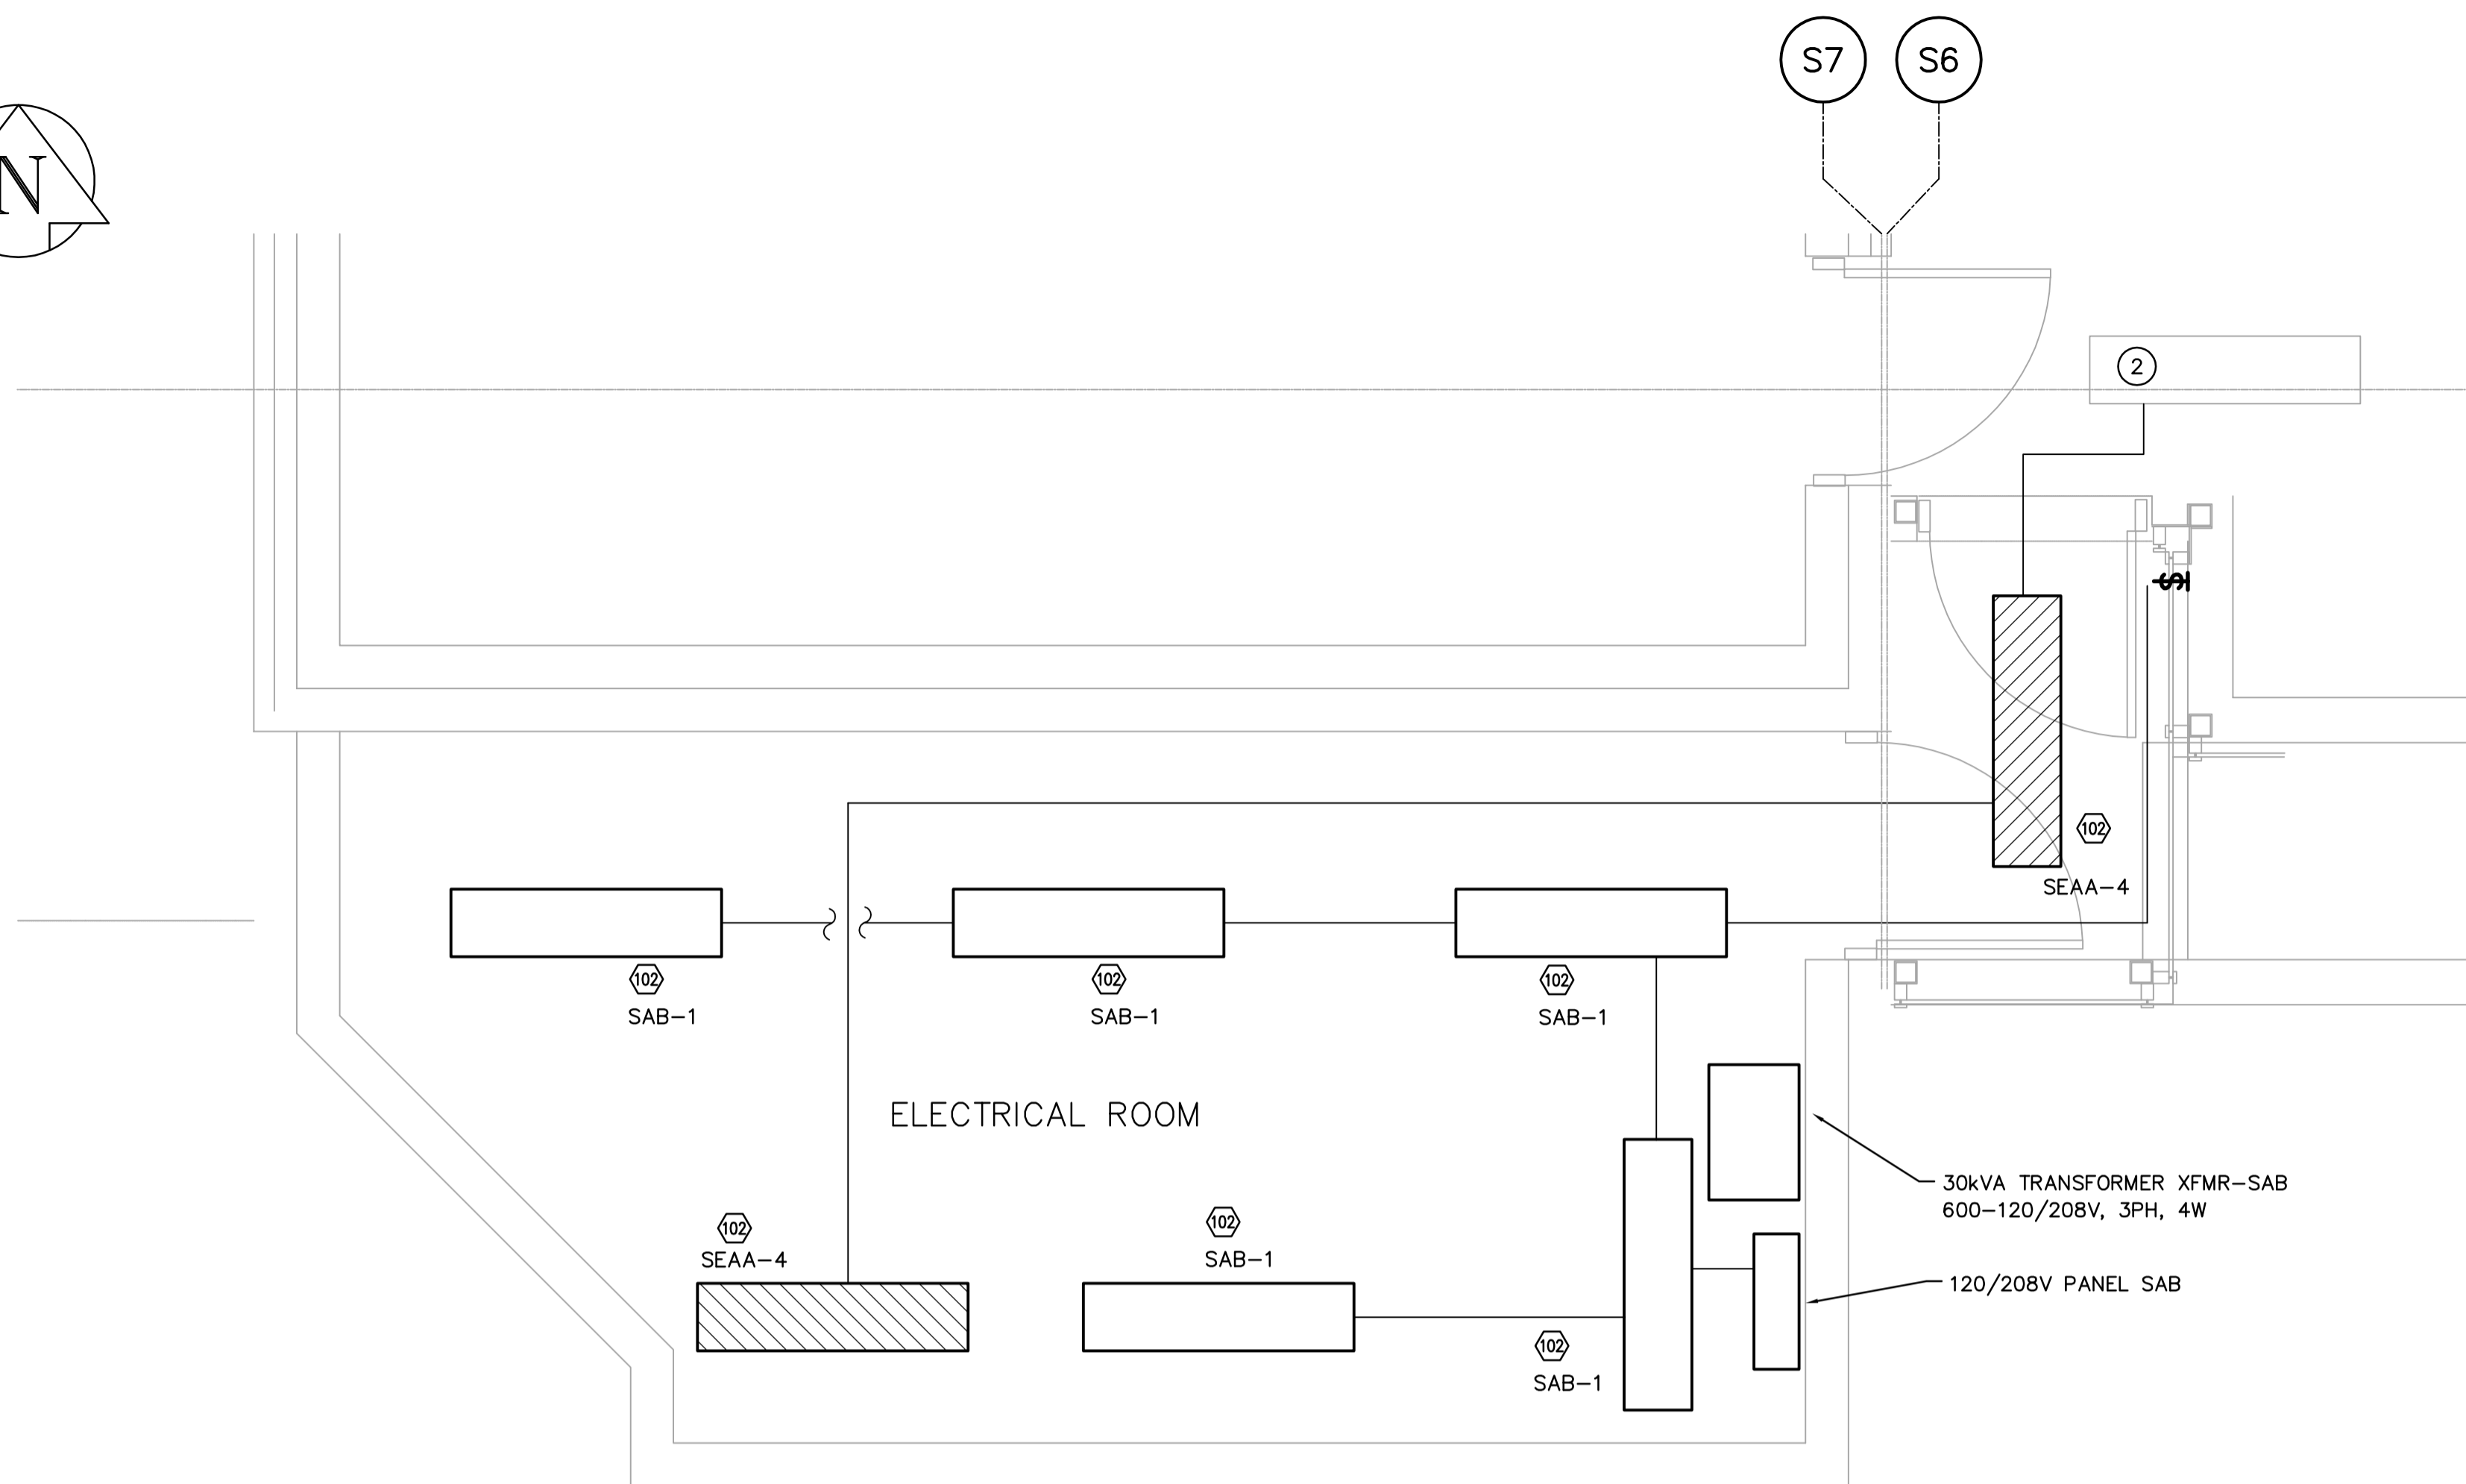 S7
S6
N
2
$
102
SEAA-4
102
SAB-1
102
SAB-1
102
SAB-1
ELECTRICAL ROOM
30kVA TRANSFORMER XFMR-SAB
600-120/208V, 3PH, 4W
102
SEAA-4
102
SAB-1
120/208V PANEL SAB
102
SAB-1